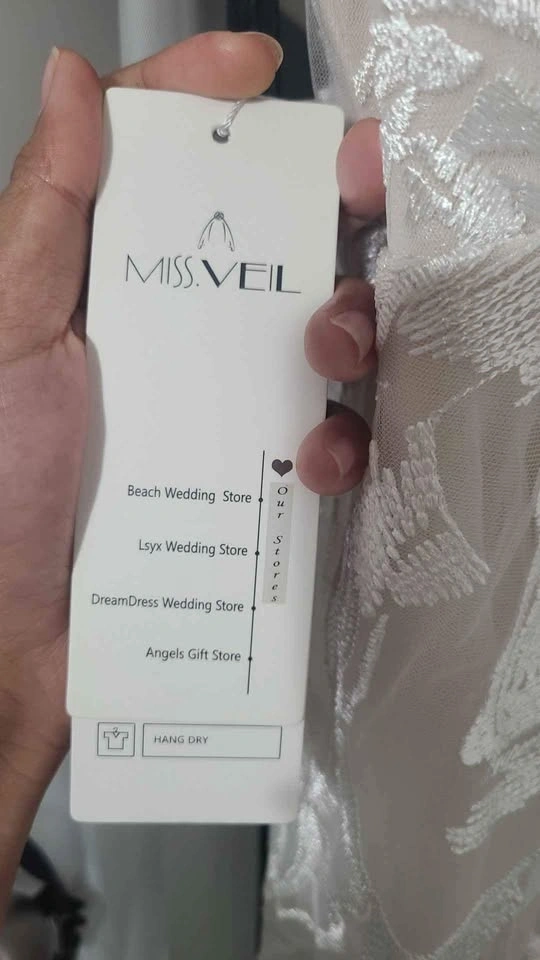 MISS.VEIL
Our Stores
Beach Wedding Store
Lsyx Wedding Store
DreamDress Wedding Store
Angels Gift Store
HANG DRY